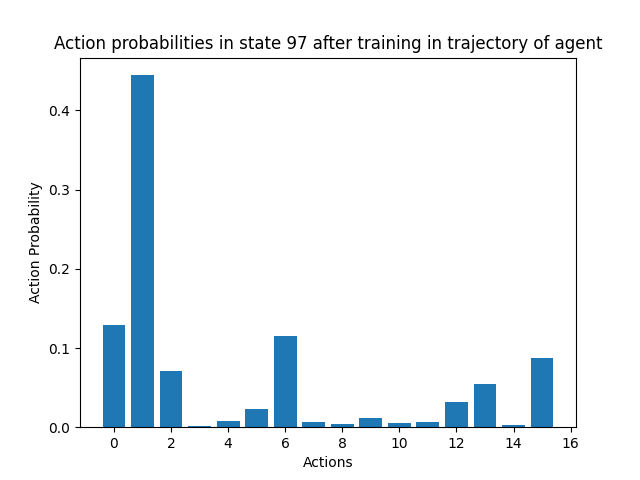 Action probabilities in state 97 after training in trajectory of agent
Action Probability
0.4
0.3
0.2
0.1
0.0
0 2 4 6 8 10 12 14 16
Actions